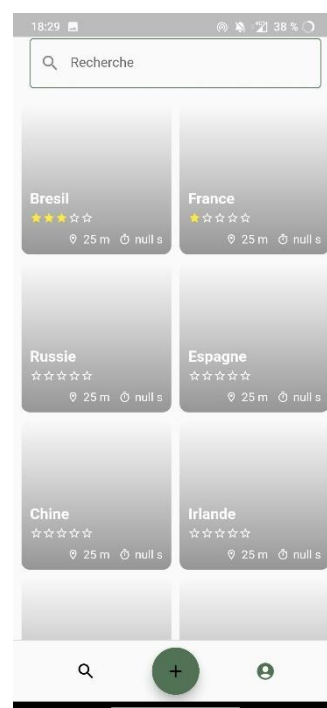 18:29 38 %
Recherche
Bresil France
25 m null s 25 m null s
Russie Espagne
25 m null s 25 m null s
Chine Irlande
25 m null s 25 m null s